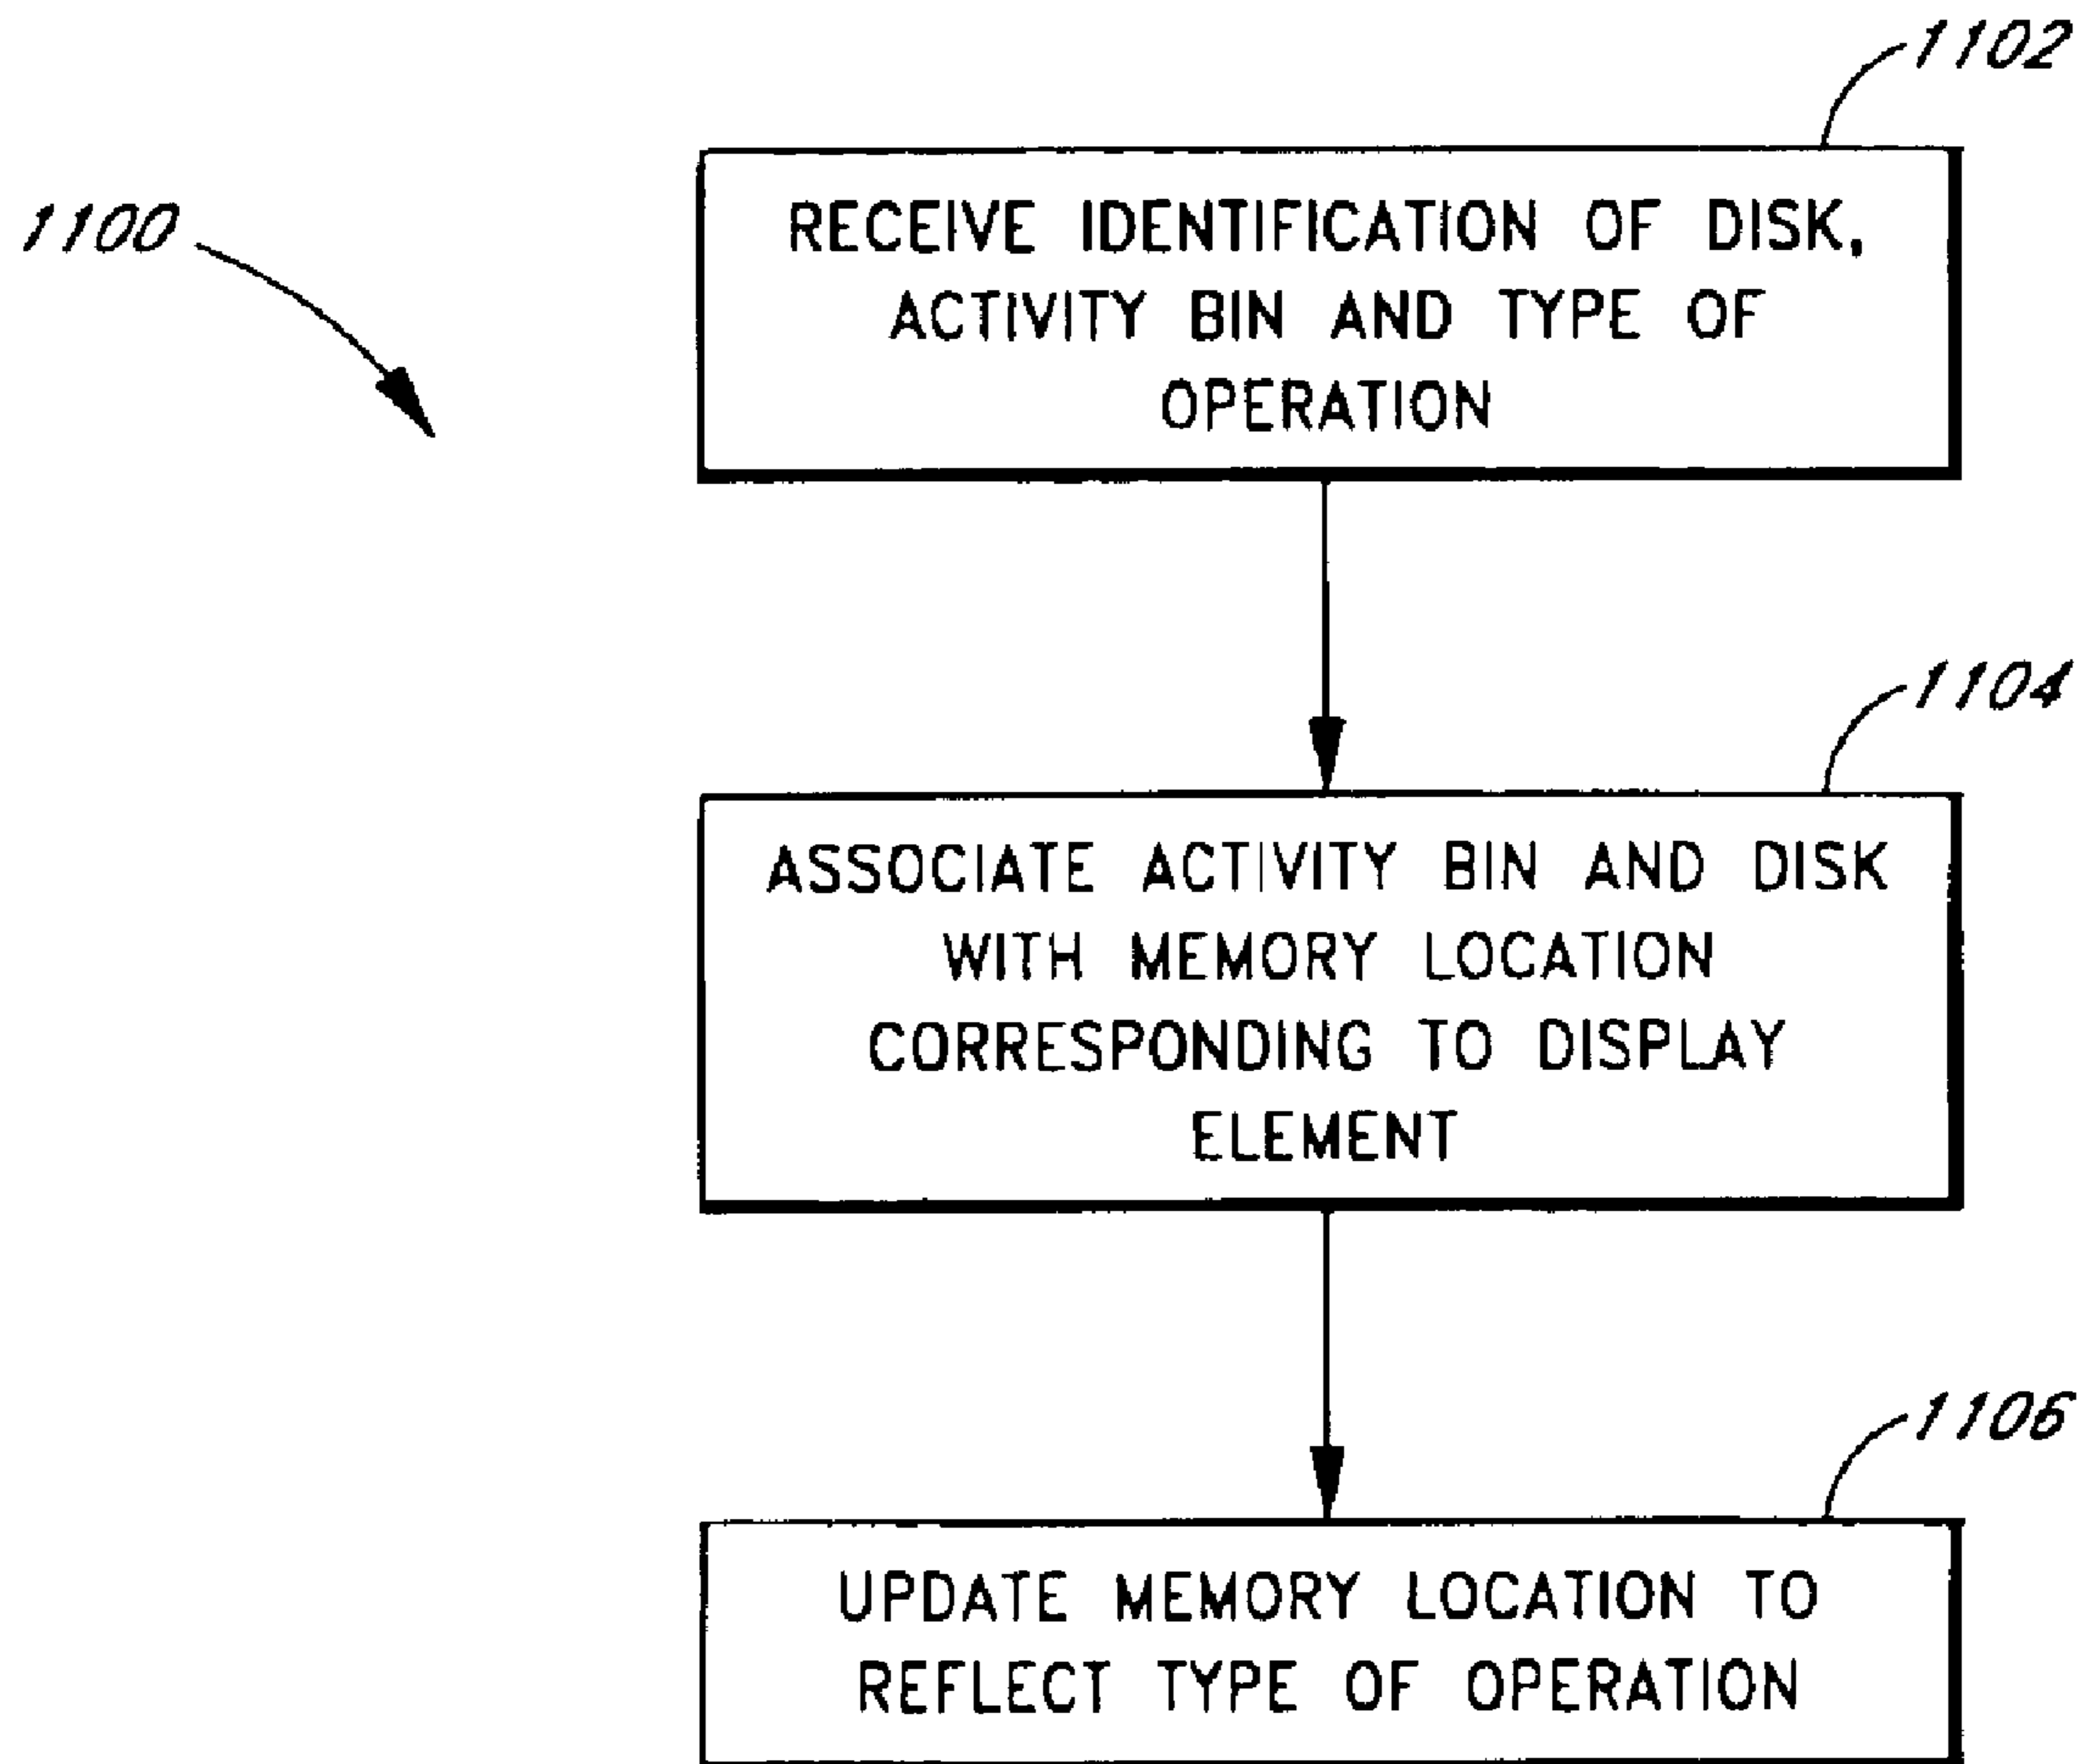 1102
1100
RECEIVE IDENTIFICATION OF DISK,
ACTIVITY BIN AND TYPE OF
OPERATION
1104
ASSOCIATE ACTIVITY BIN AND DISK
WITH MEMORY LOCATION
CORRESPONDING TO DISPLAY
ELEMENT
1106
UPDATE MEMORY LOCATION TO
REFLECT TYPE OF OPERATION